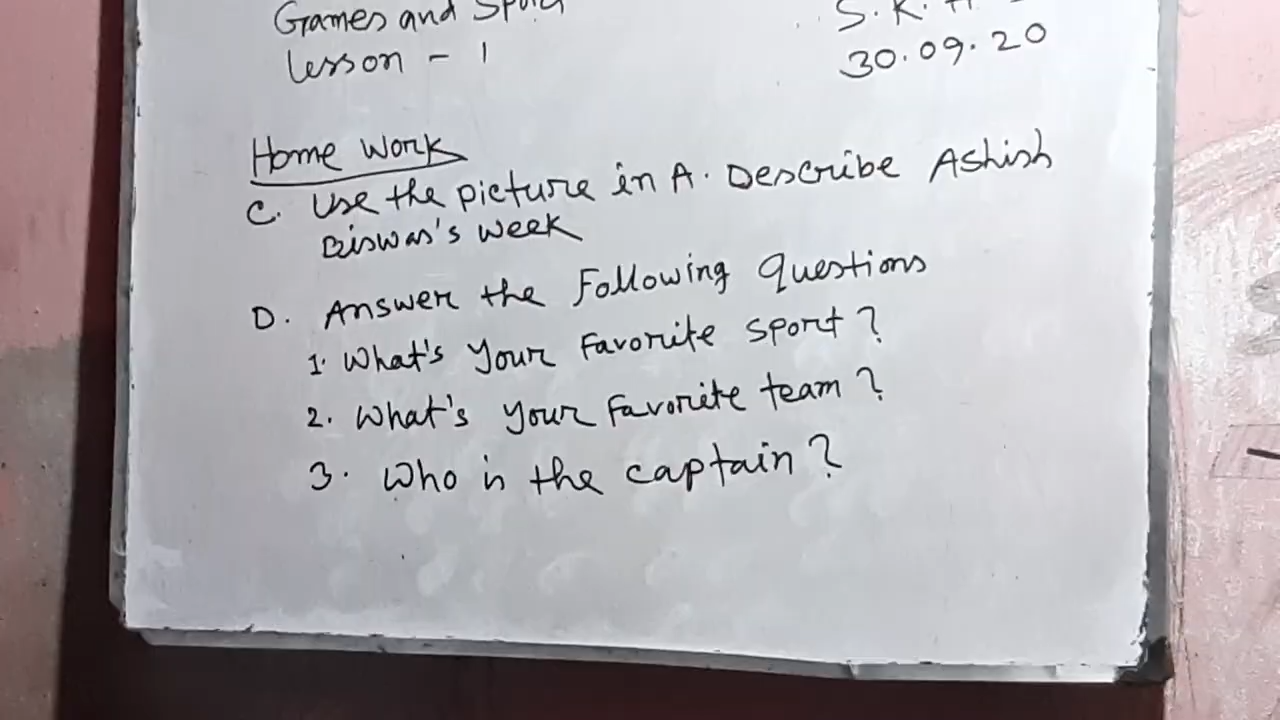 Games and Sport
S.K.
Lesson - 1
30.09.20
Home Work
C. Use the picture in A. Describe Ashish
Biswas's week
D. Answer the Following Questions
1. What's your Favorite sport?
2. What's your Favorite team?
3. Who is the captain?